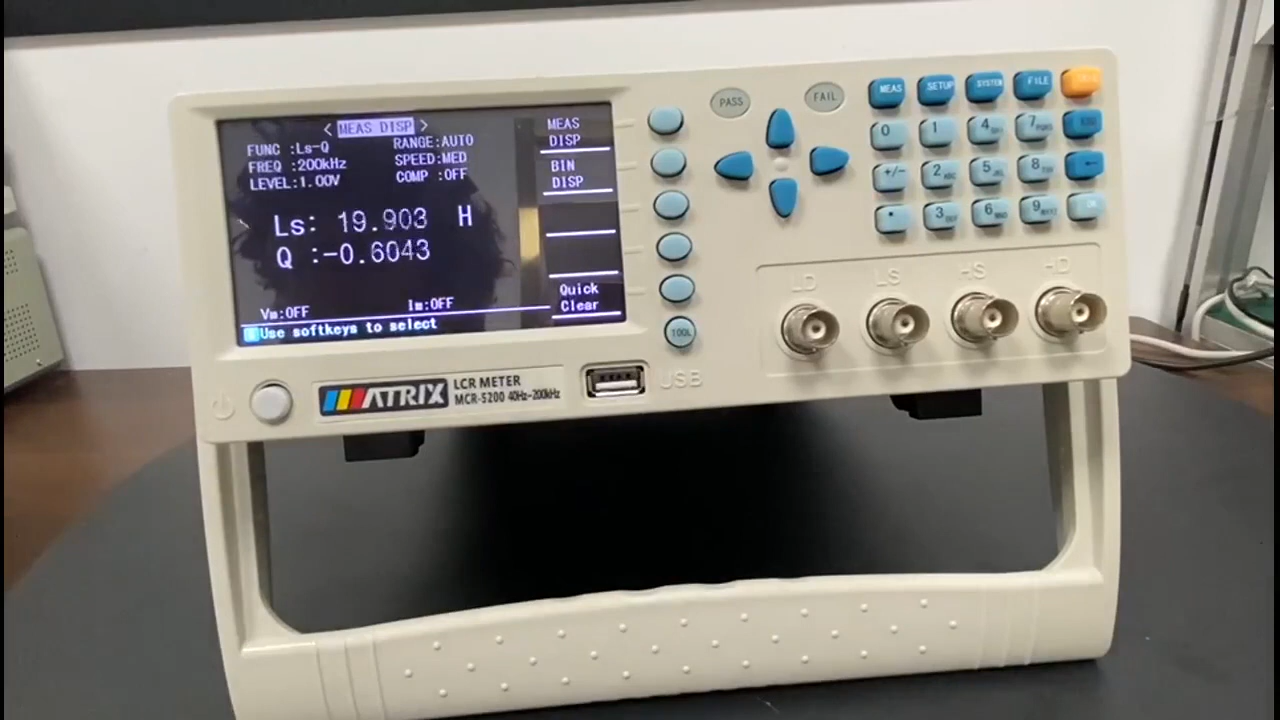 < MEAS DISP >
FUNC :Ls-Q RANGE:AUTO
FREQ :200kHz SPEED:MED
LEVEL:1.00V COMP :OFF
Ls: 19.903 H
Q :-0.6043
Vm:OFF Im:OFF
Use softkeys to select
MEAS
DISP
BIN
DISP
Quick
Clear
TOOL
PASS
FAIL
MEAS SETUP SYSTEM FILE
0 1 4 7
+/- 2 ABC 5 8 ←
. 3 6 9 OK
LD LS HS HD
USB
MATRIX
LCR METER
MCR-5200 40Hz-200kHz